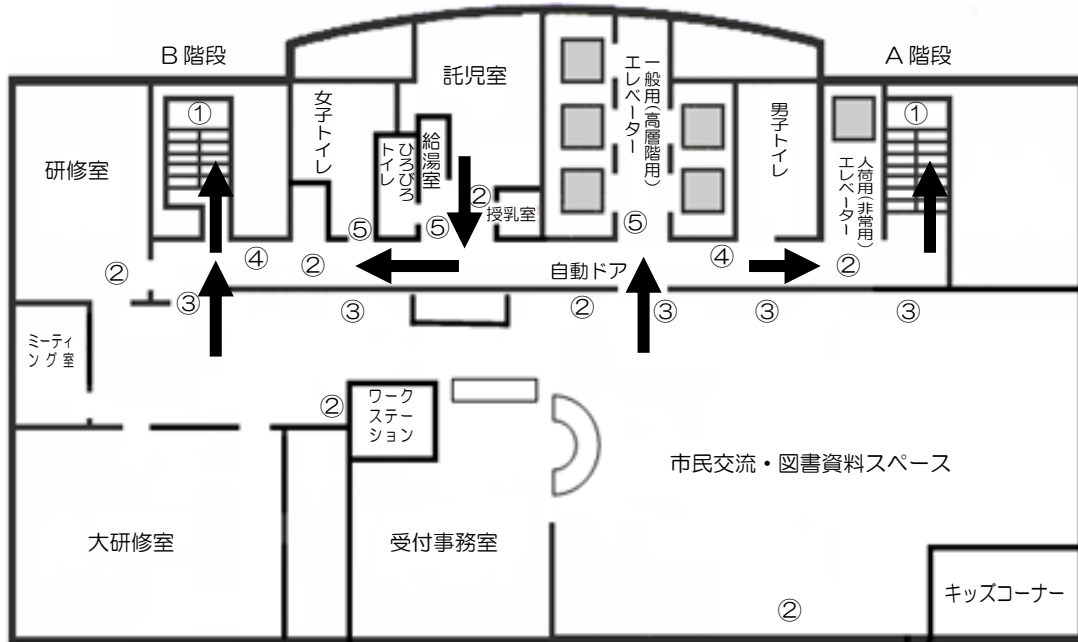 B階段
A階段
①
託児室
一般用(高層階用)
エレベーター
①
女子トイレ
男子トイレ
研修室
給湯室
ひろびろ
トイレ
人荷用(非常用)
エレベーター
②
授乳室
⑤
⑤
⑤
④
②
④
②
②
自動ドア
③
③
②
③
③
③
ミーティ
ング室
②
ワーク
ステー
ション
市民交流・図書資料スペース
大研修室
受付事務室
キッズコーナー
②